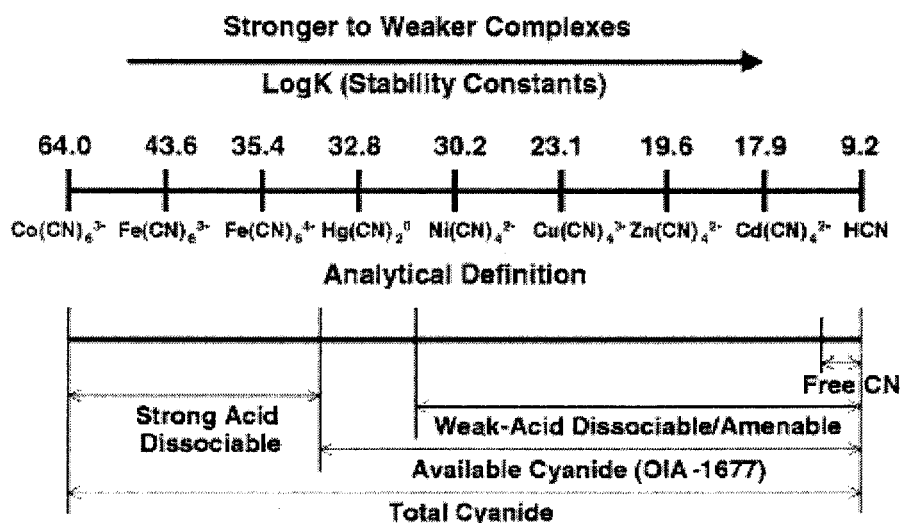 Stronger to Weaker Complexes
LogK (Stability Constants)
64.0 43.6 35.4 32.8 30.2 23.1 19.6 17.9 9.2
Co(CN)₆³⁻ Fe(CN)₆³⁻ Fe(CN)₆⁴⁻ Hg(CN)₂⁰ Ni(CN)₄²⁻ Cu(CN)₄³⁻ Zn(CN)₄²⁻ Cd(CN)₄²⁻ HCN
Analytical Definition
Free CN
Strong Acid
Dissociable
Weak-Acid Dissociable/Amenable
Available Cyanide (OIA-1677)
Total Cyanide